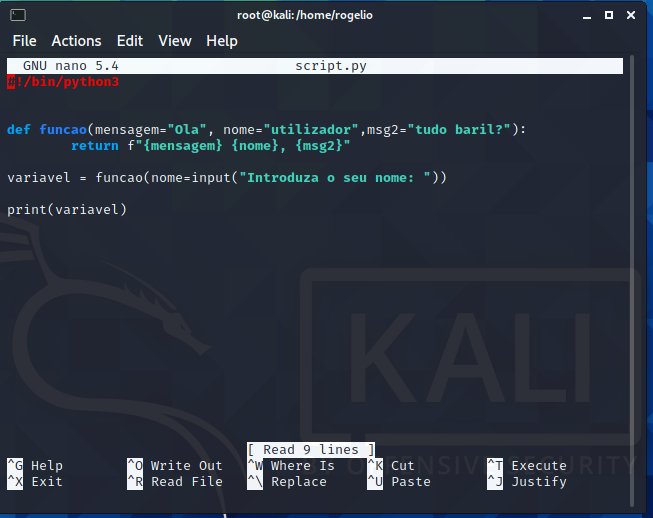 root@kali: /home/rogelio
File Actions Edit View Help
GNU nano 5.4 script.py
#!/bin/python3
def funcao(mensagem="Ola", nome="utilizador",msg2="tudo baril?"):
return f"{mensagem} {nome}, {msg2}"
variavel = funcao(nome=input("Introduza o seu nome: "))
print(variavel)
KALI
[ Read 9 lines ]
^G Help ^O Write Out ^W Where Is ^K Cut ^T Execute
OFFENSIVE SECURITY
^X Exit ^R Read File ^\ Replace ^U Paste ^J Justify